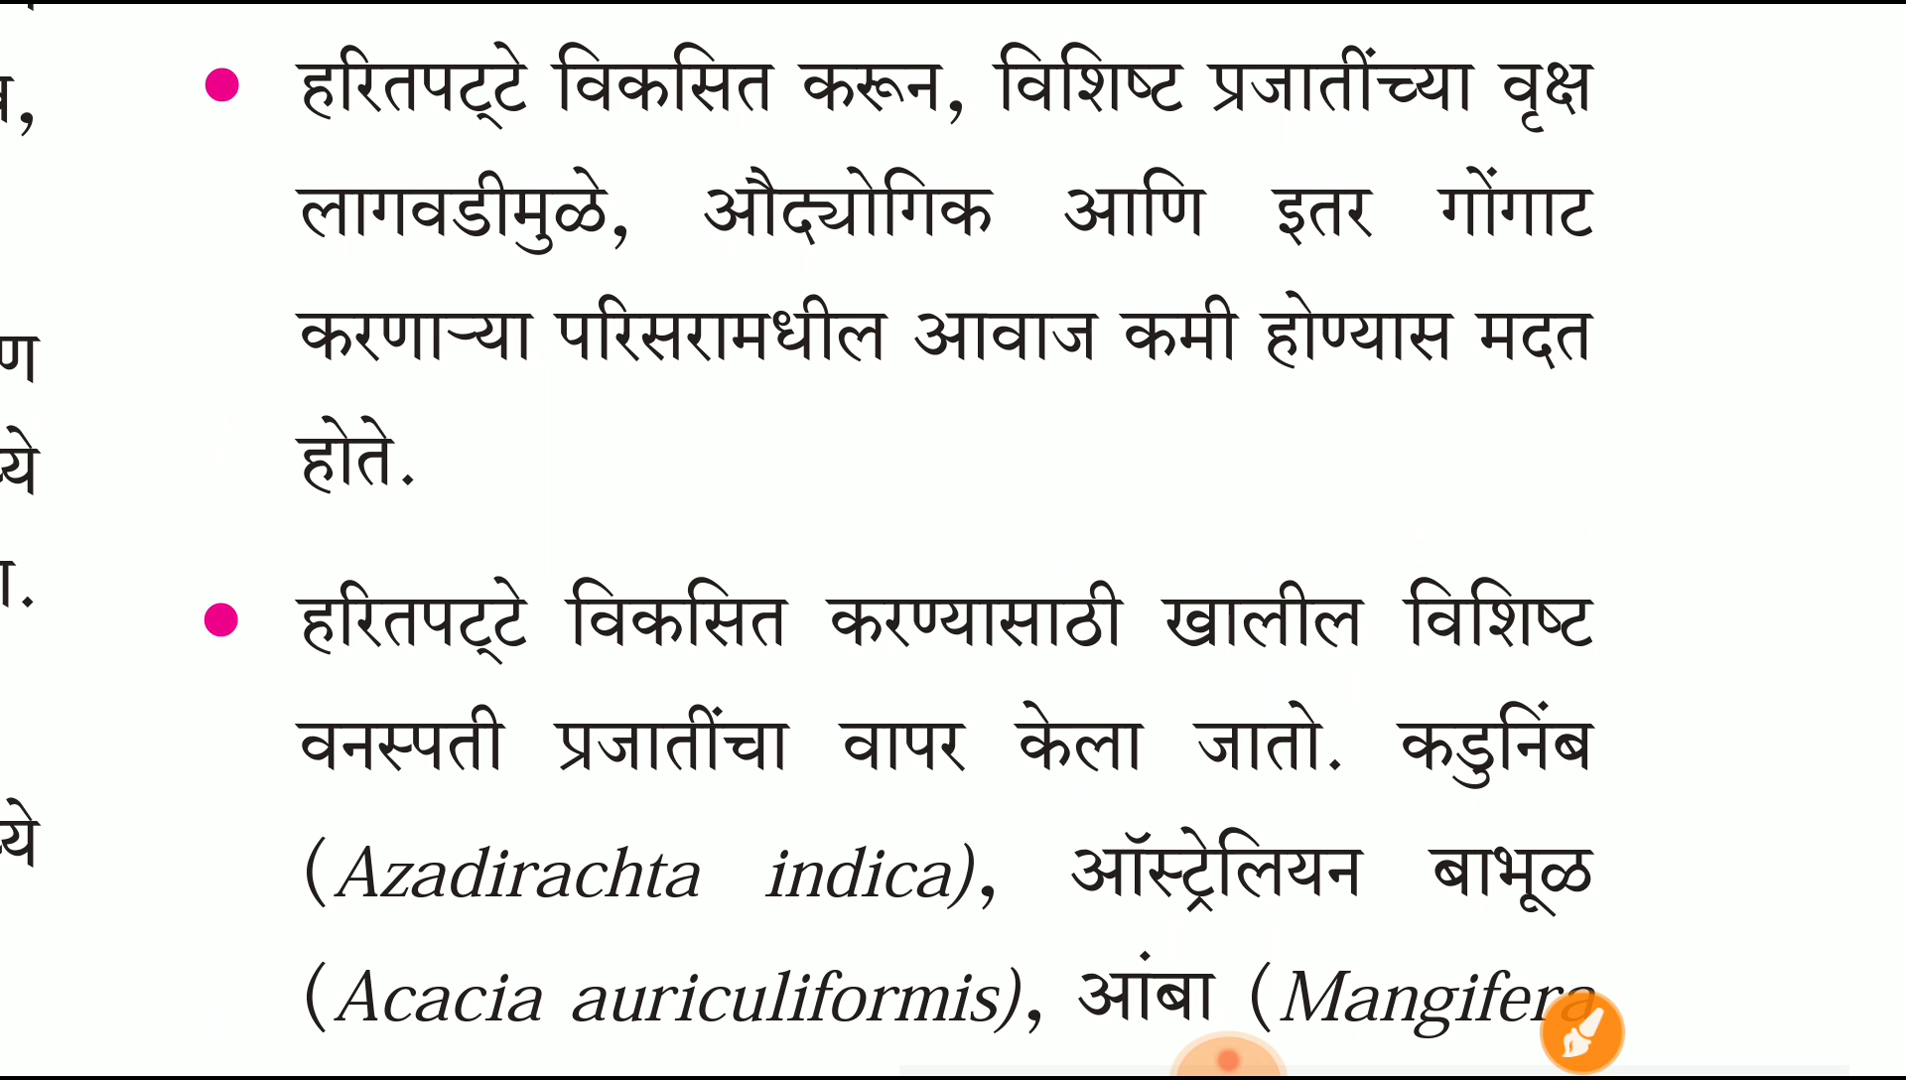 हरितपट्टे विकसित करून, विशिष्ट प्रजातींच्या वृक्ष
लागवडीमुळे, औद्योगिक आणि इतर गोंगाट
करणाऱ्या परिसरामधील आवाज कमी होण्यास मदत
होते.
हरितपट्टे विकसित करण्यासाठी खालील विशिष्ट
वनस्पती प्रजातींचा वापर केला जातो. कडुनिंब
(Azadirachta indica), ऑस्ट्रेलियन बाभूळ
(Acacia auriculiformis), आंबा (Mangifera